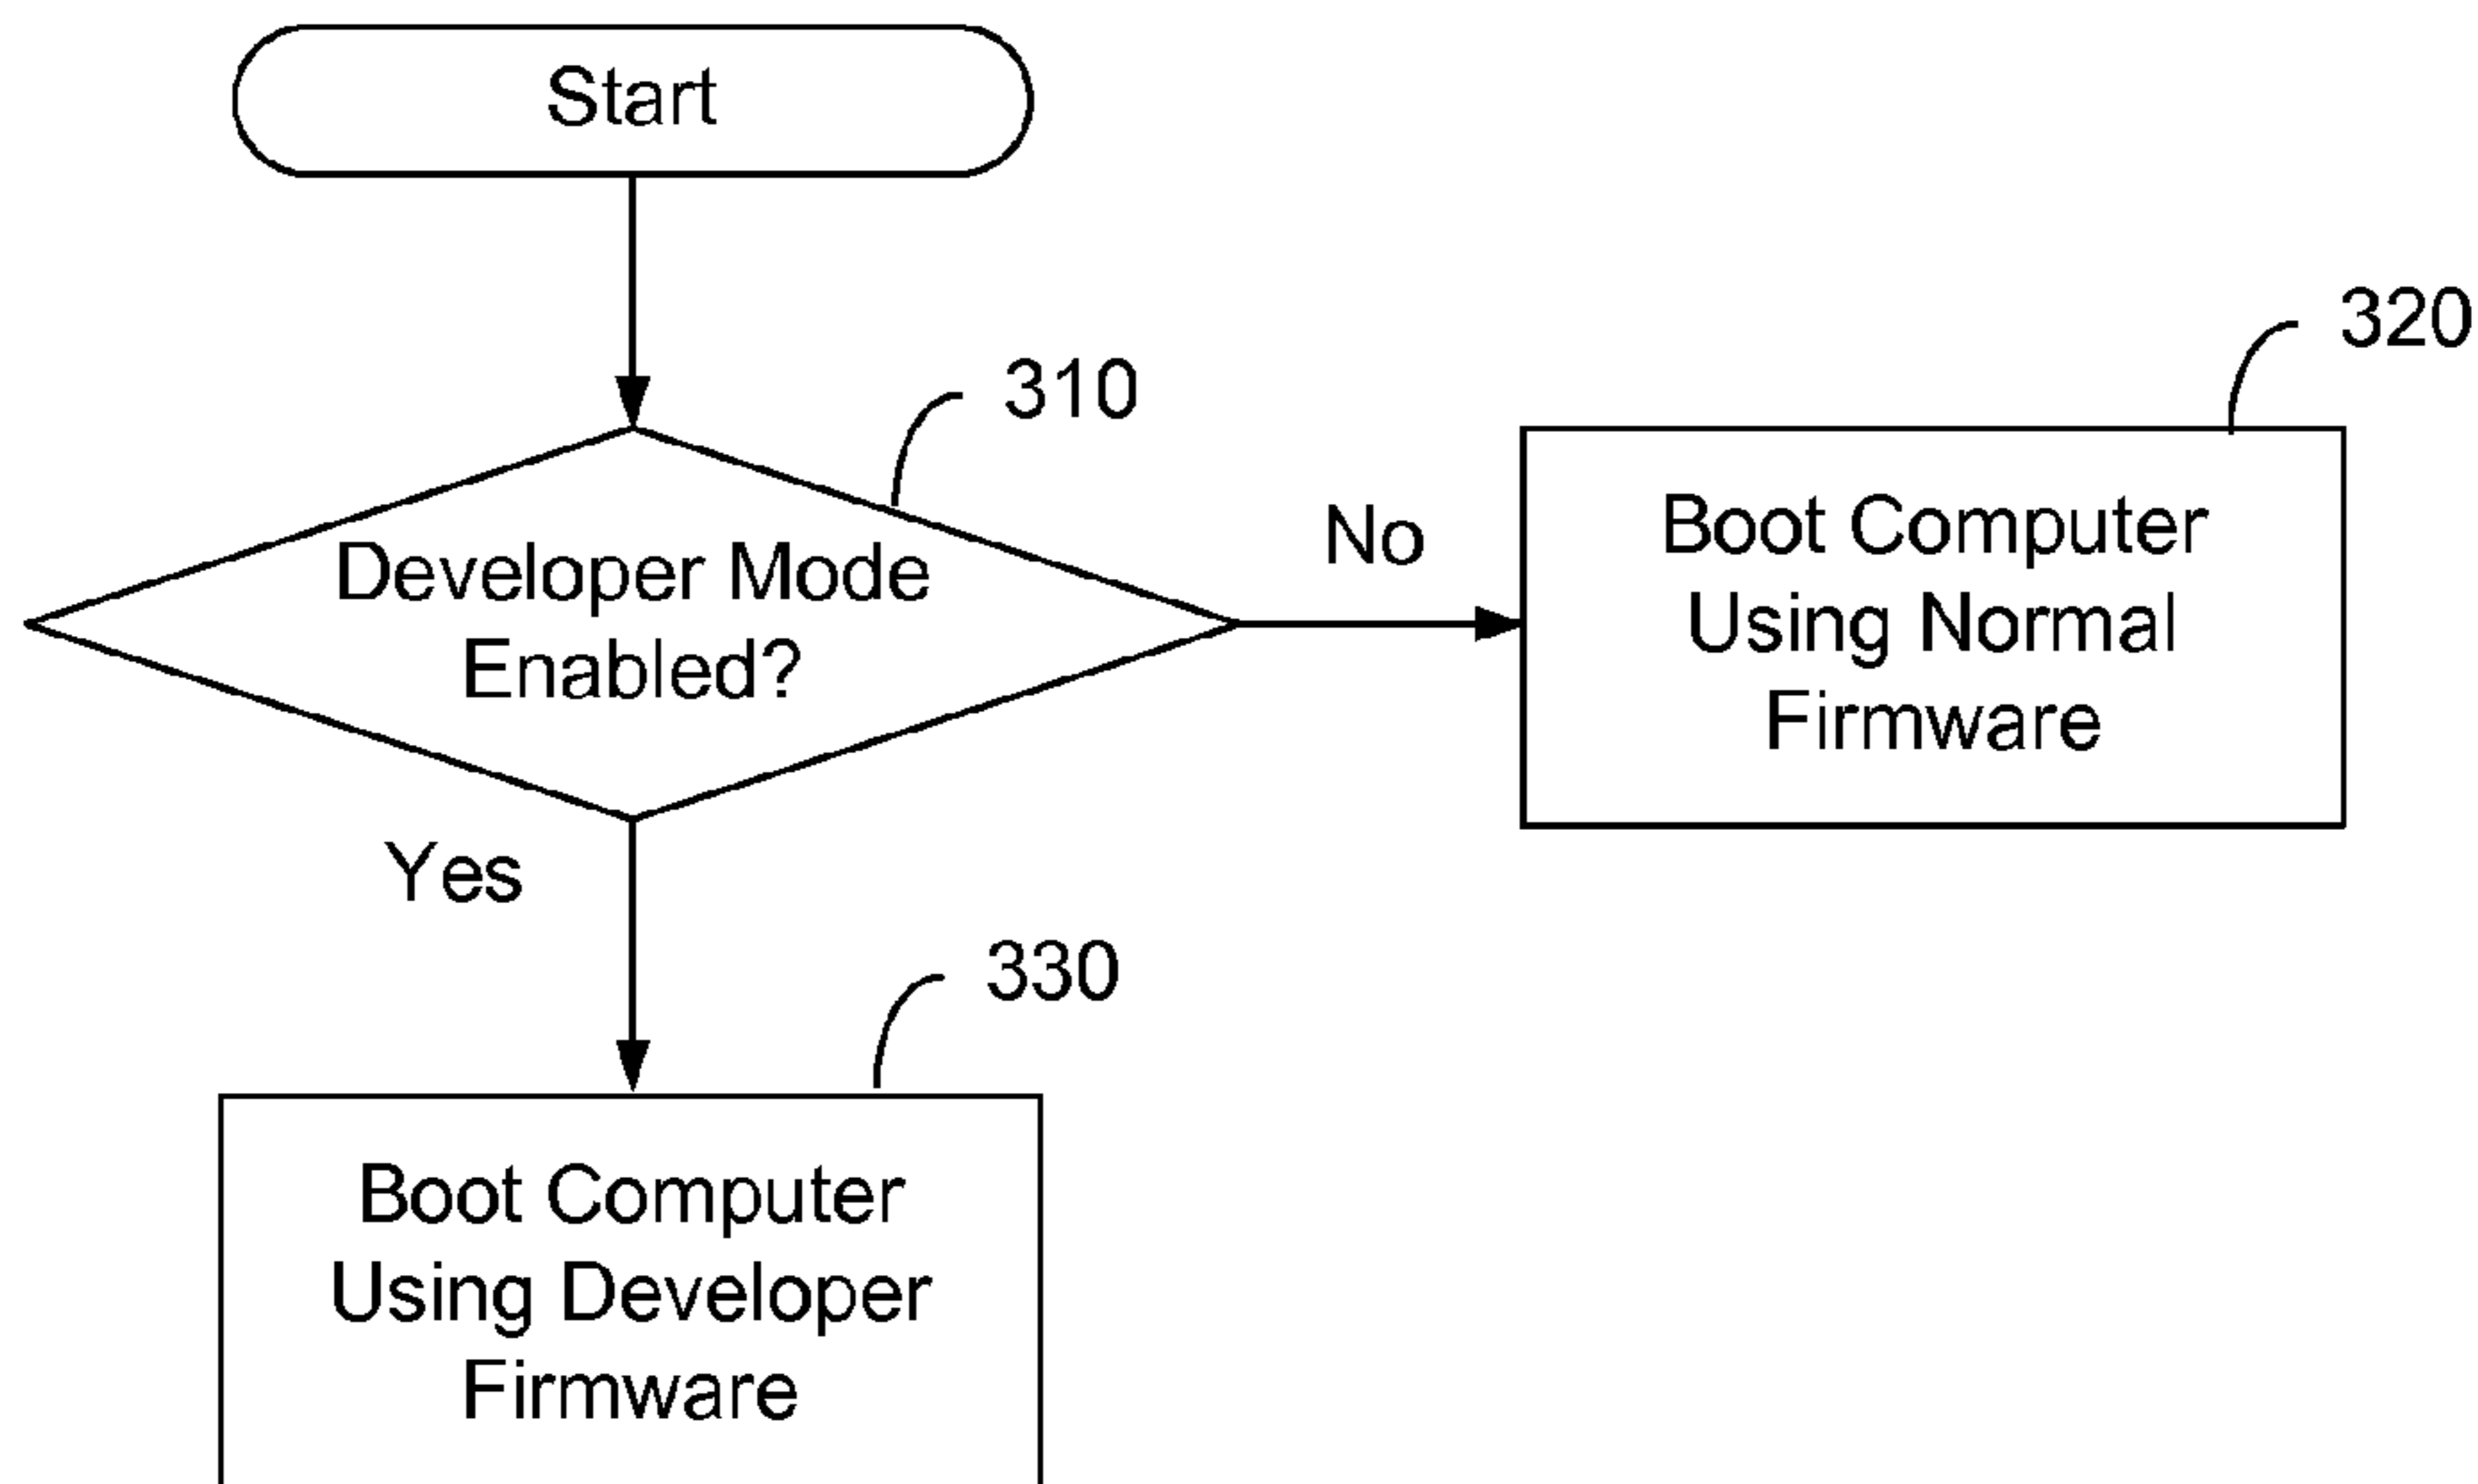 Start
310
320
Developer Mode
Enabled?
No
Boot Computer
Using Normal
Firmware
Yes
330
Boot Computer
Using Developer
Firmware